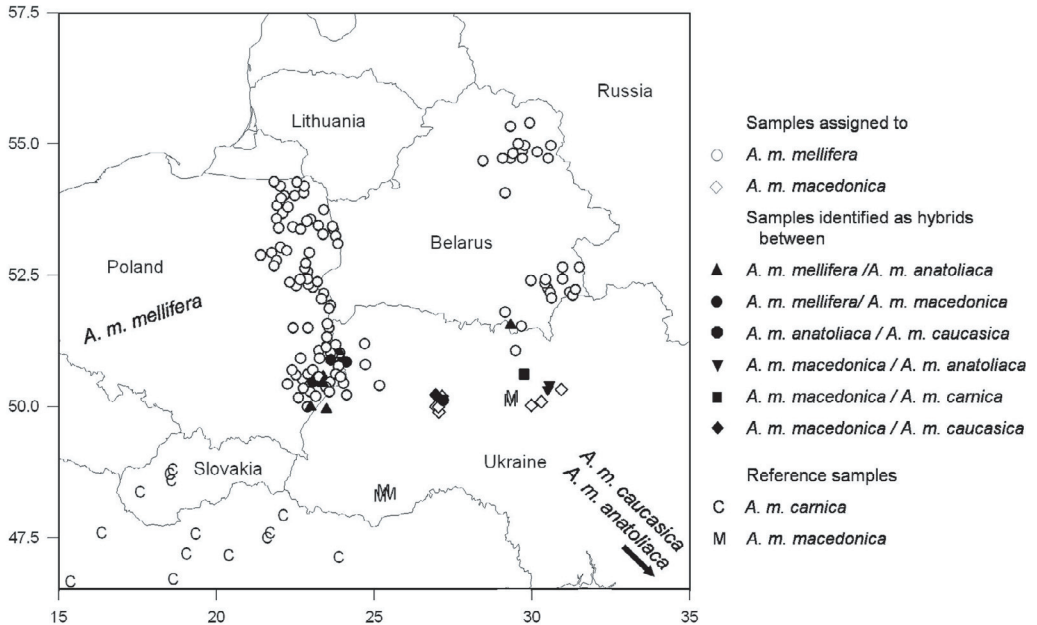 57.5
55.0
52.5
50.0
47.5
15
20
25
30
35
Russia
Lithuania
Belarus
Poland
A. m. mellifera
M
Ukraine
Slovakia
C
C
C
C
M
M
M
C
C
C
C
C
C
C
C
C
C
A. m. caucasica
A. m. anatoliaca
Samples assigned to
A. m. mellifera
A. m. macedonica
Samples identified as hybrids
between
A. m. mellifera /A. m. anatoliaca
A. m. mellifera/ A. m. macedonica
A. m. anatoliaca / A. m. caucasica
A. m. macedonica / A. m. anatoliaca
A. m. macedonica / A. m. carnica
A. m. macedonica / A. m. caucasica
Reference samples
C A. m. carnica
M A. m. macedonica